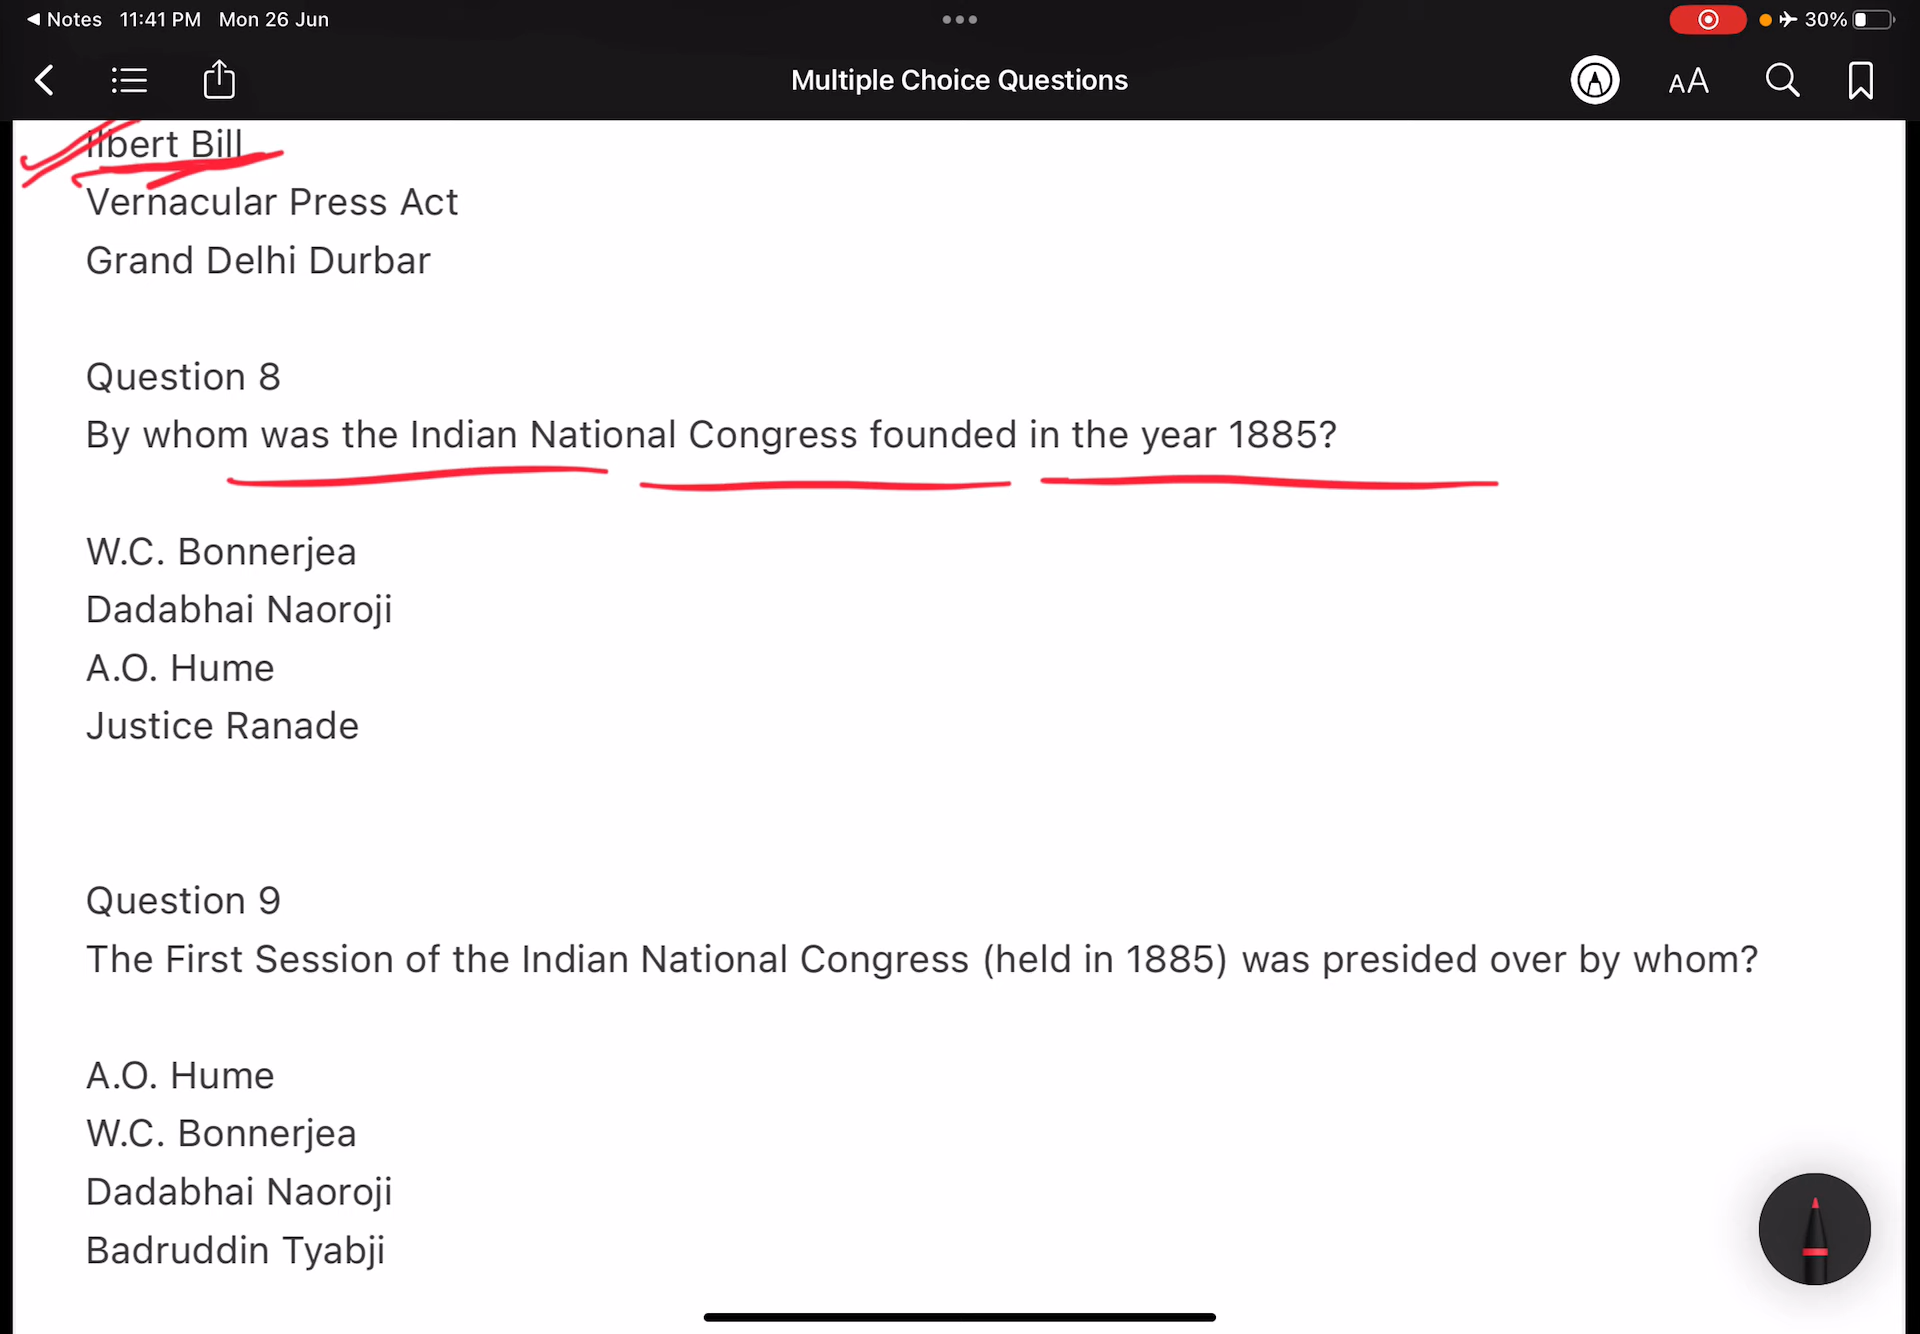 Notes 11:41 PM Mon 26 Jun
30%
Multiple Choice Questions
AA
Ilbert Bill
Vernacular Press Act
Grand Delhi Durbar
Question 8
By whom was the Indian National Congress founded in the year 1885?
W.C. Bonnerjea
Dadabhai Naoroji
A.O. Hume
Justice Ranade
Question 9
The First Session of the Indian National Congress (held in 1885) was presided over by whom?
A.O. Hume
W.C. Bonnerjea
Dadabhai Naoroji
Badruddin Tyabji